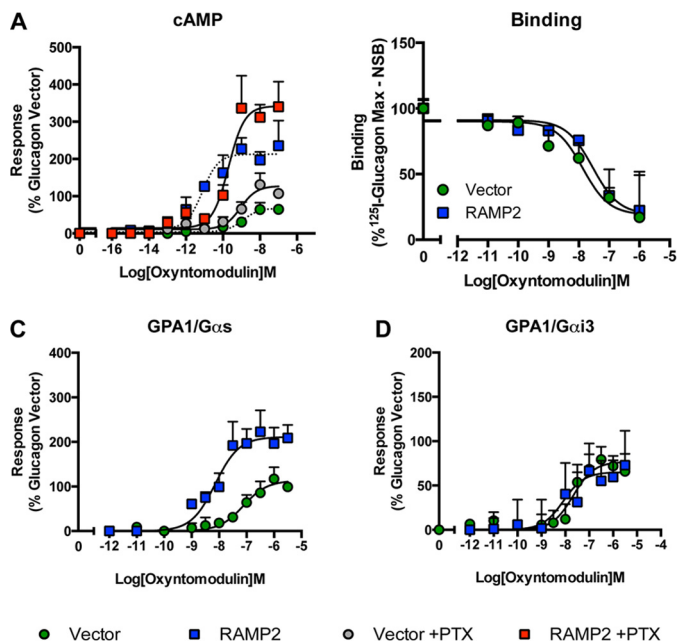 A
cAMP
Response
(% Glucagon Vector)
500
400
300
200
100
0
0 -16 -14 -12 -10 -8 -6
Log[Oxyntomodulin]M
Binding
Binding
(%¹²⁵I-Glucagon Max - NSB)
150
100
50
0
Vector
RAMP2
0 -12 -11 -10 -9 -8 -7 -6 -5
Log[Oxyntomodulin]M
C
GPA1/Gαs
Response
(% Glucagon Vector)
400
300
200
100
0
-12 -11 -10 -9 -8 -7 -6 -5
Log[Oxyntomodulin]M
D
GPA1/Gαi3
Response
(% Glucagon Vector)
200
150
100
50
0
0 -12 -11 -10 -9 -8 -7 -6 -5 -4
Log[Oxyntomodulin]M
Vector RAMP2 Vector +PTX RAMP2 +PTX